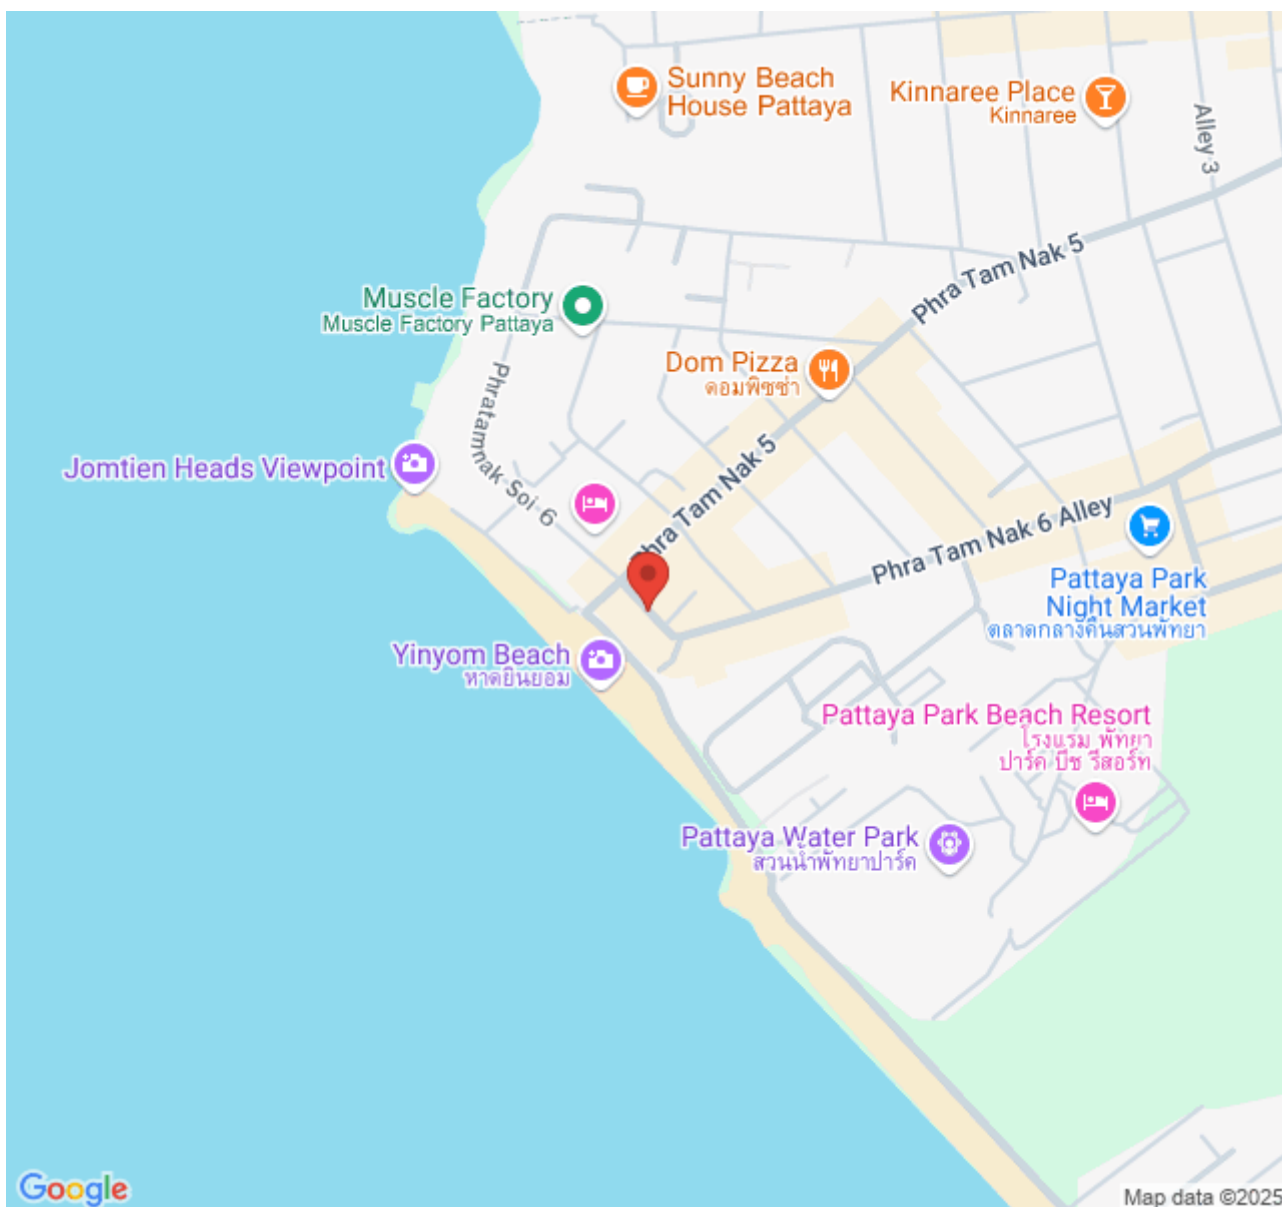 Sunny Beach
House Pattaya
Kinnaree Place
Kinnaree
Alley 3
Phra Tam Nak 5
Muscle Factory
Muscle Factory Pattaya
Dom Pizza
ดอมพิซซ่า
Phratamnak Soi 6
Jomtien Heads Viewpoint
Phra Tam Nak 5
Phra Tam Nak 6 Alley
Pattaya Park
Night Market
ตลาดกลางคืนสวนพัทยา
Yinyom Beach
หาดยินยอม
Pattaya Park Beach Resort
โรงแรม พัทยา
ปาร์ค บีช รีสอร์ท
Pattaya Water Park
สวนน้ำพัทยาปาร์ค
Google
Map data ©2025